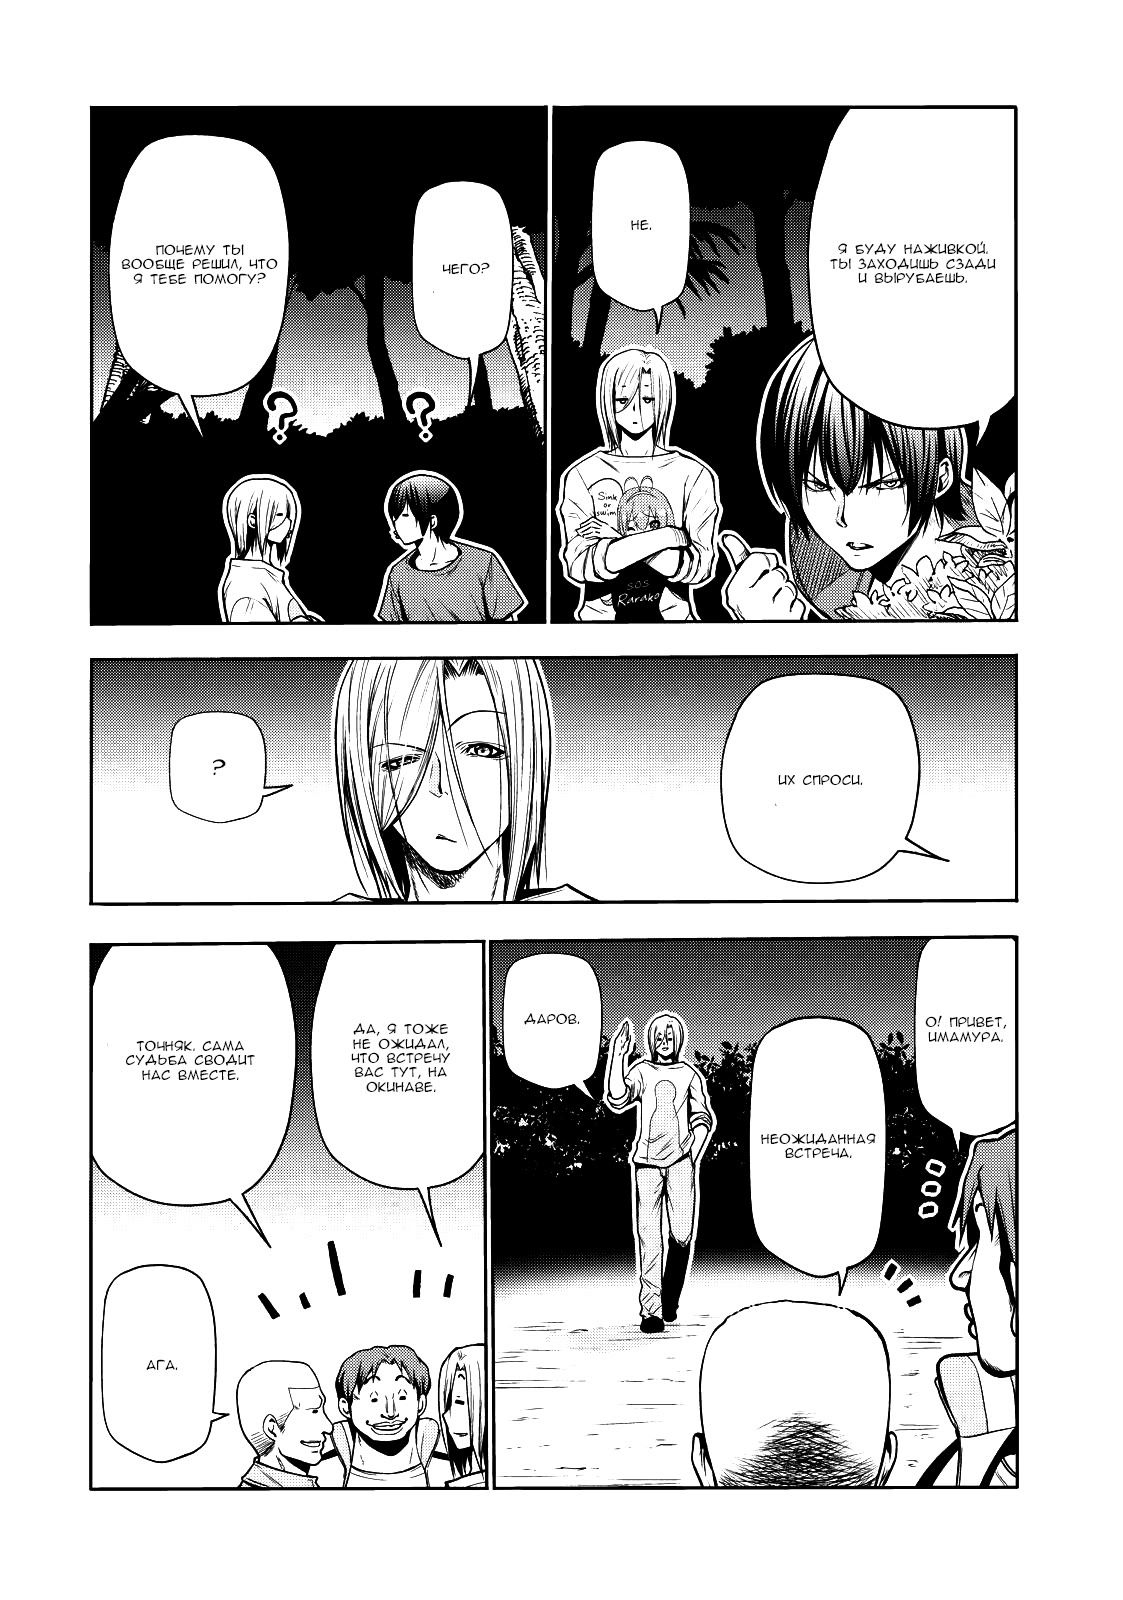 Я БУДУ НАЖИВКОЙ.
ТЫ ЗАХОДИШЬ СЗАДИ
И ВЫРУБАЕШЬ.
НЕ.
Sink
or
swim
S.O.S
Rarako
ЧЕГО?
ПОЧЕМУ ТЫ
ВООБЩЕ РЕШИЛ, ЧТО
Я ТЕБЕ ПОМОГУ?
?
?
ИХ СПРОСИ.
?
О! ПРИВЕТ,
ИМАМУРА.
НЕОЖИДАННАЯ
ВСТРЕЧА.
ДАРОВ.
ДА, Я ТОЖЕ
НЕ ОЖИДАЛ,
ЧТО ВСТРЕЧУ
ВАС ТУТ, НА
ОКИНАВЕ.
ТОЧНЯК. САМА
СУДЬБА СВОДИТ
НАС ВМЕСТЕ.
АГА.